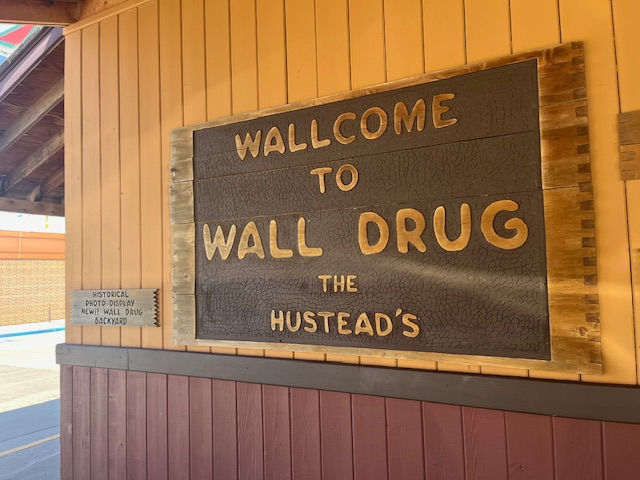 WALLCOME
TO
WALL DRUG
THE
HUSTEAD'S
HISTORICAL
PHOTO DISPLAY
NEW!! WALL DRUG
BACKYARD